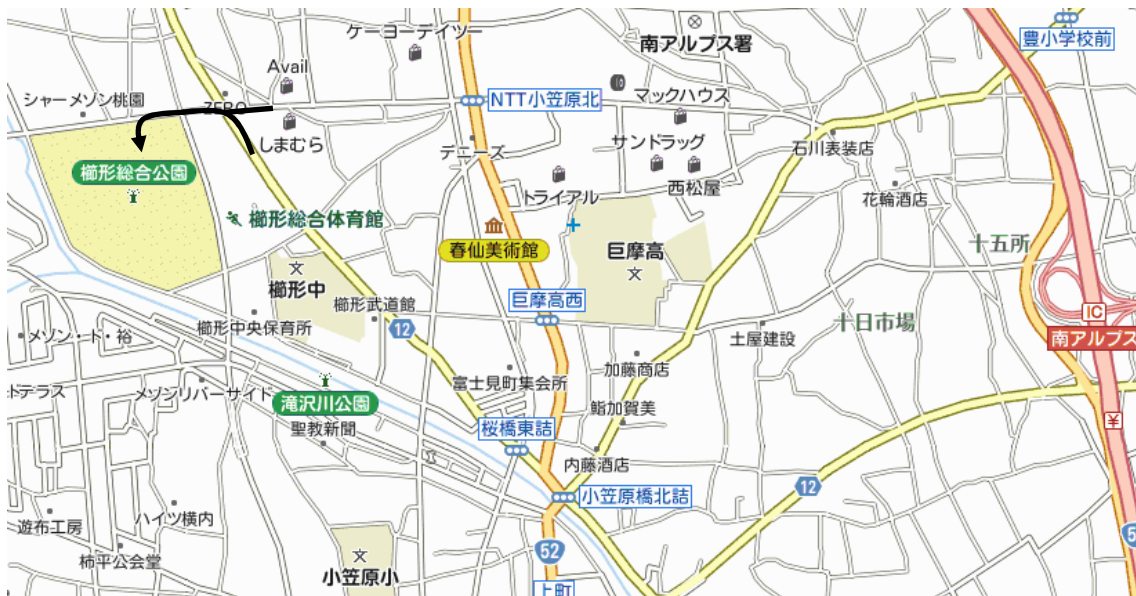 ケーヨーデイツー
南アルプス署
豊小学校前
Avail
シャーメゾン桃園
ZERO
NTT小笠原北
マックハウス
しまむら
デニーズ
サンドラッグ
石川表装店
櫛形総合公園
トライアル
西松屋
花輪酒店
櫛形総合体育館
春仙美術館
巨摩高
十五所
櫛形中
櫛形武道館
巨摩高西
IC
メゾン・ト・裕
櫛形中央保育所
12
土屋建設
十日市場
南アルプス
トテラス
メゾンリバーサイド
富士見町集会所
加藤商店
滝沢川公園
鮨加賀美
聖教新聞
桜橋東詰
内藤酒店
小笠原橋北詰
12
遊布工房
ハイツ横内
柿平公会堂
小笠原小
52
上町
5